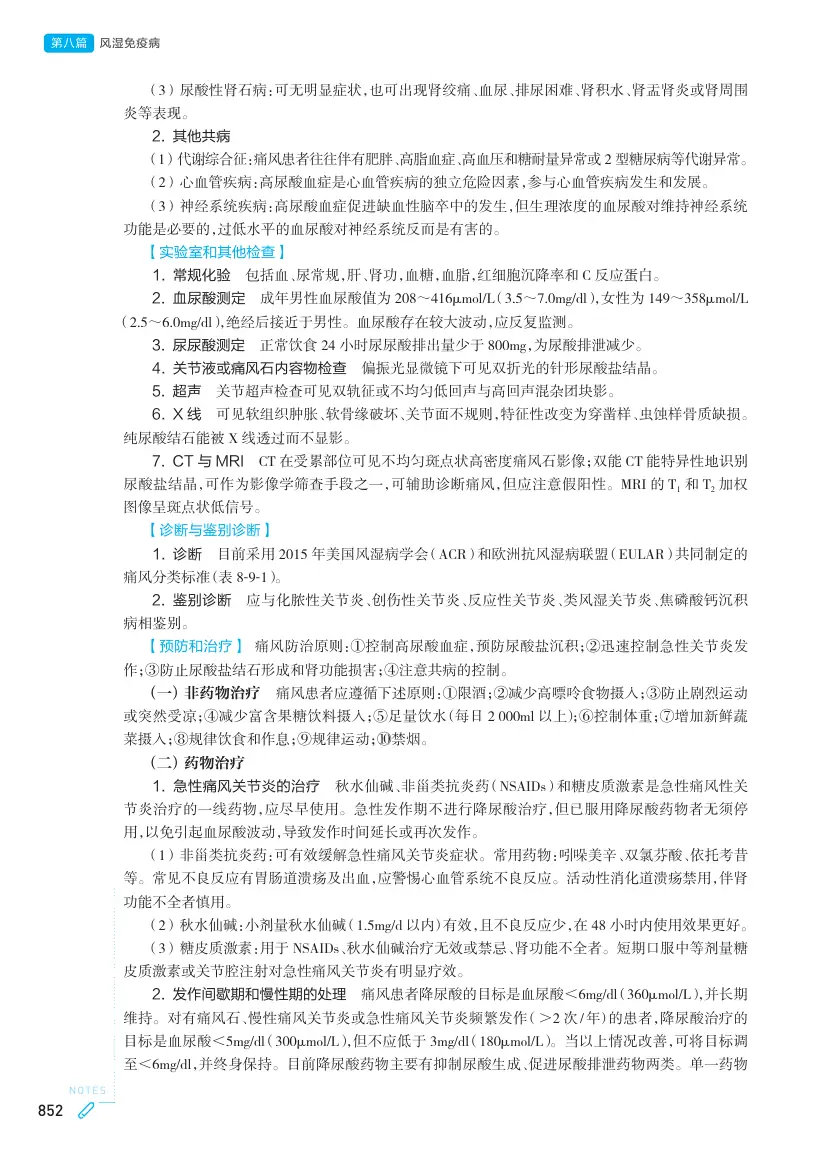 第八篇 风湿免疫病
（3）尿酸性肾石病：可无明显症状，也可出现肾绞痛、血尿、排尿困难、肾积水、肾盂肾炎或肾周围
炎等表现。
2. 其他共病
（1）代谢综合征：痛风患者往往伴有肥胖、高脂血症、高血压和糖耐量异常或 2 型糖尿病等代谢异常。
（2）心血管疾病：高尿酸血症是心血管疾病的独立危险因素，参与心血管疾病发生和发展。
（3）神经系统疾病：高尿酸血症促进缺血性脑卒中的发生，但生理浓度的血尿酸对维持神经系统
功能是必要的，过低水平的血尿酸对神经系统反而是有害的。
【实验室和其他检查】
1. 常规化验 包括血、尿常规，肝、肾功，血糖，血脂，红细胞沉降率和 C 反应蛋白。
2. 血尿酸测定 成年男性血尿酸值为 208～416μmol/L（3.5～7.0mg/dl），女性为 149～358μmol/L
（2.5～6.0mg/dl），绝经后接近于男性。血尿酸存在较大波动，应反复监测。
3. 尿尿酸测定 正常饮食 24 小时尿尿酸排出量少于 800mg，为尿酸排泄减少。
4. 关节液或痛风石内容物检查 偏振光显微镜下可见双折光的针形尿酸盐结晶。
5. 超声 关节超声检查可见双轨征或不均匀低回声与高回声混杂团块影。
6. X 线 可见软组织肿胀、软骨缘破坏、关节面不规则，特征性改变为穿凿样、虫蚀样骨质缺损。
纯尿酸结石能被 X 线透过而不显影。
7. CT 与 MRI CT 在受累部位可见不均匀斑点状高密度痛风石影像；双能 CT 能特异性地识别
尿酸盐结晶，可作为影像学筛查手段之一，可辅助诊断痛风，但应注意假阳性。MRI 的 T₁ 和 T₂ 加权
图像呈斑点状低信号。
【诊断与鉴别诊断】
1. 诊断 目前采用 2015 年美国风湿病学会（ACR）和欧洲抗风湿病联盟（EULAR）共同制定的
痛风分类标准（表 8-9-1）。
2. 鉴别诊断 应与化脓性关节炎、创伤性关节炎、反应性关节炎、类风湿关节炎、焦磷酸钙沉积
病相鉴别。
【预防和治疗】 痛风防治原则：①控制高尿酸血症，预防尿酸盐沉积；②迅速控制急性关节炎发
作；③防止尿酸盐结石形成和肾功能损害；④注意共病的控制。
（一）非药物治疗 痛风患者应遵循下述原则：①限酒；②减少高嘌呤食物摄入；③防止剧烈运动
或突然受凉；④减少富含果糖饮料摄入；⑤足量饮水（每日 2 000ml 以上）；⑥控制体重；⑦增加新鲜蔬
菜摄入；⑧规律饮食和作息；⑨规律运动；⑩禁烟。
（二）药物治疗
1. 急性痛风关节炎的治疗 秋水仙碱、非甾类抗炎药（NSAIDs）和糖皮质激素是急性痛风性关
节炎治疗的一线药物，应尽早使用。急性发作期不进行降尿酸治疗，但已服用降尿酸药物者无须停
用，以免引起血尿酸波动，导致发作时间延长或再次发作。
（1）非甾类抗炎药：可有效缓解急性痛风关节炎症状。常用药物：吲哚美辛、双氯芬酸、依托考昔
等。常见不良反应有胃肠道溃疡及出血，应警惕心血管系统不良反应。活动性消化道溃疡禁用，伴肾
功能不全者慎用。
（2）秋水仙碱：小剂量秋水仙碱（1.5mg/d 以内）有效，且不良反应少，在 48 小时内使用效果更好。
（3）糖皮质激素：用于 NSAIDs、秋水仙碱治疗无效或禁忌、肾功能不全者。短期口服中等剂量糖
皮质激素或关节腔注射对急性痛风关节炎有明显疗效。
2. 发作间歇期和慢性期的处理 痛风患者降尿酸的目标是血尿酸＜6mg/dl（360μmol/L），并长期
维持。对有痛风石、慢性痛风关节炎或急性痛风关节炎频繁发作（＞2 次/年）的患者，降尿酸治疗的
目标是血尿酸＜5mg/dl（300μmol/L），但不应低于 3mg/dl（180μmol/L）。当以上情况改善，可将目标调
至＜6mg/dl，并终身保持。目前降尿酸药物主要有抑制尿酸生成、促进尿酸排泄药物两类。单一药物
NOTES
852